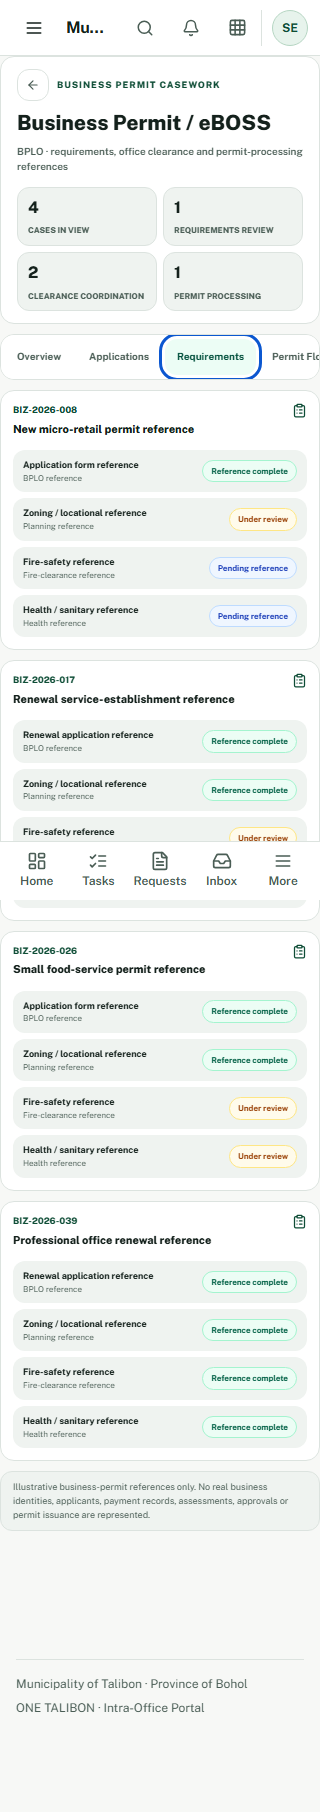 Mu...
SE
BUSINESS PERMIT CASEWORK
Business Permit / eBOSS
BPLO · requirements, office clearance and permit-processing
references
4
CASES IN VIEW
1
REQUIREMENTS REVIEW
2
CLEARANCE COORDINATION
1
PERMIT PROCESSING
Overview
Applications
Requirements
Permit Flo
BIZ-2026-008
New micro-retail permit reference
Application form reference
BPLO reference
Reference complete
Zoning / locational reference
Planning reference
Under review
Fire-safety reference
Fire-clearance reference
Pending reference
Health / sanitary reference
Health reference
Pending reference
BIZ-2026-017
Renewal service-establishment reference
Renewal application reference
BPLO reference
Reference complete
Zoning / locational reference
Planning reference
Reference complete
Fire-safety reference
Under review
Home
Tasks
Requests
Inbox
More
BIZ-2026-026
Small food-service permit reference
Application form reference
BPLO reference
Reference complete
Zoning / locational reference
Planning reference
Reference complete
Fire-safety reference
Fire-clearance reference
Under review
Health / sanitary reference
Health reference
Under review
BIZ-2026-039
Professional office renewal reference
Renewal application reference
BPLO reference
Reference complete
Zoning / locational reference
Planning reference
Reference complete
Fire-safety reference
Fire-clearance reference
Reference complete
Health / sanitary reference
Health reference
Reference complete
Illustrative business-permit references only. No real business
identities, applicants, payment records, assessments, approvals or
permit issuance are represented.
Municipality of Talibon · Province of Bohol
ONE TALIBON · Intra-Office Portal